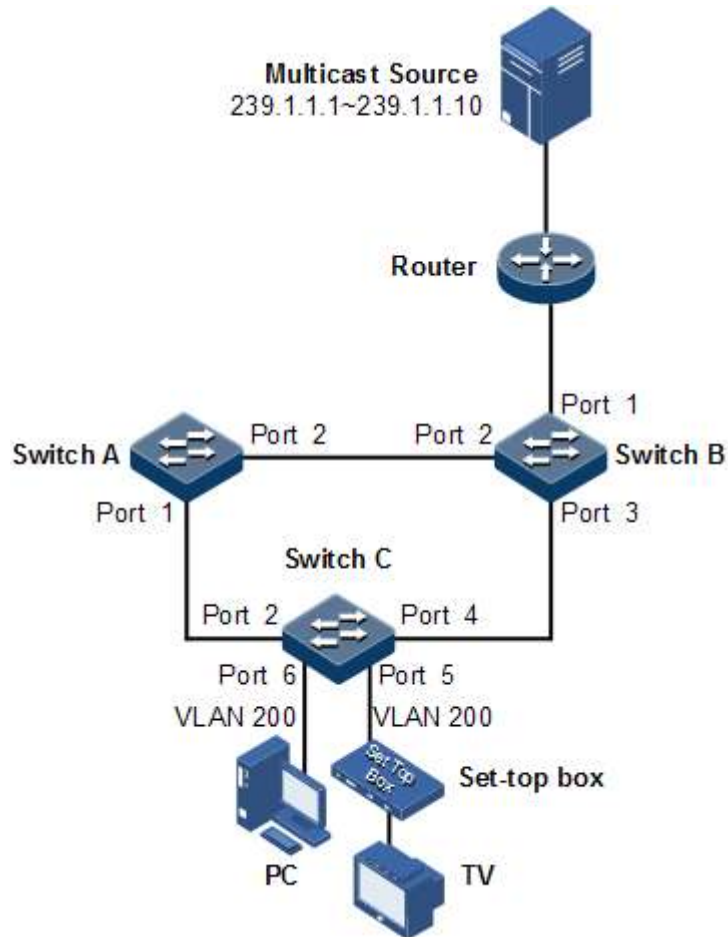 Multicast Source
239.1.1.1~239.1.1.10
Router
Port 1
Switch A
Port 2
Port 2
Switch B
Port 1
Port 3
Switch C
Port 2
Port 4
Port 6
Port 5
VLAN 200
VLAN 200
Set Top
Box
Set-top box
PC
TV